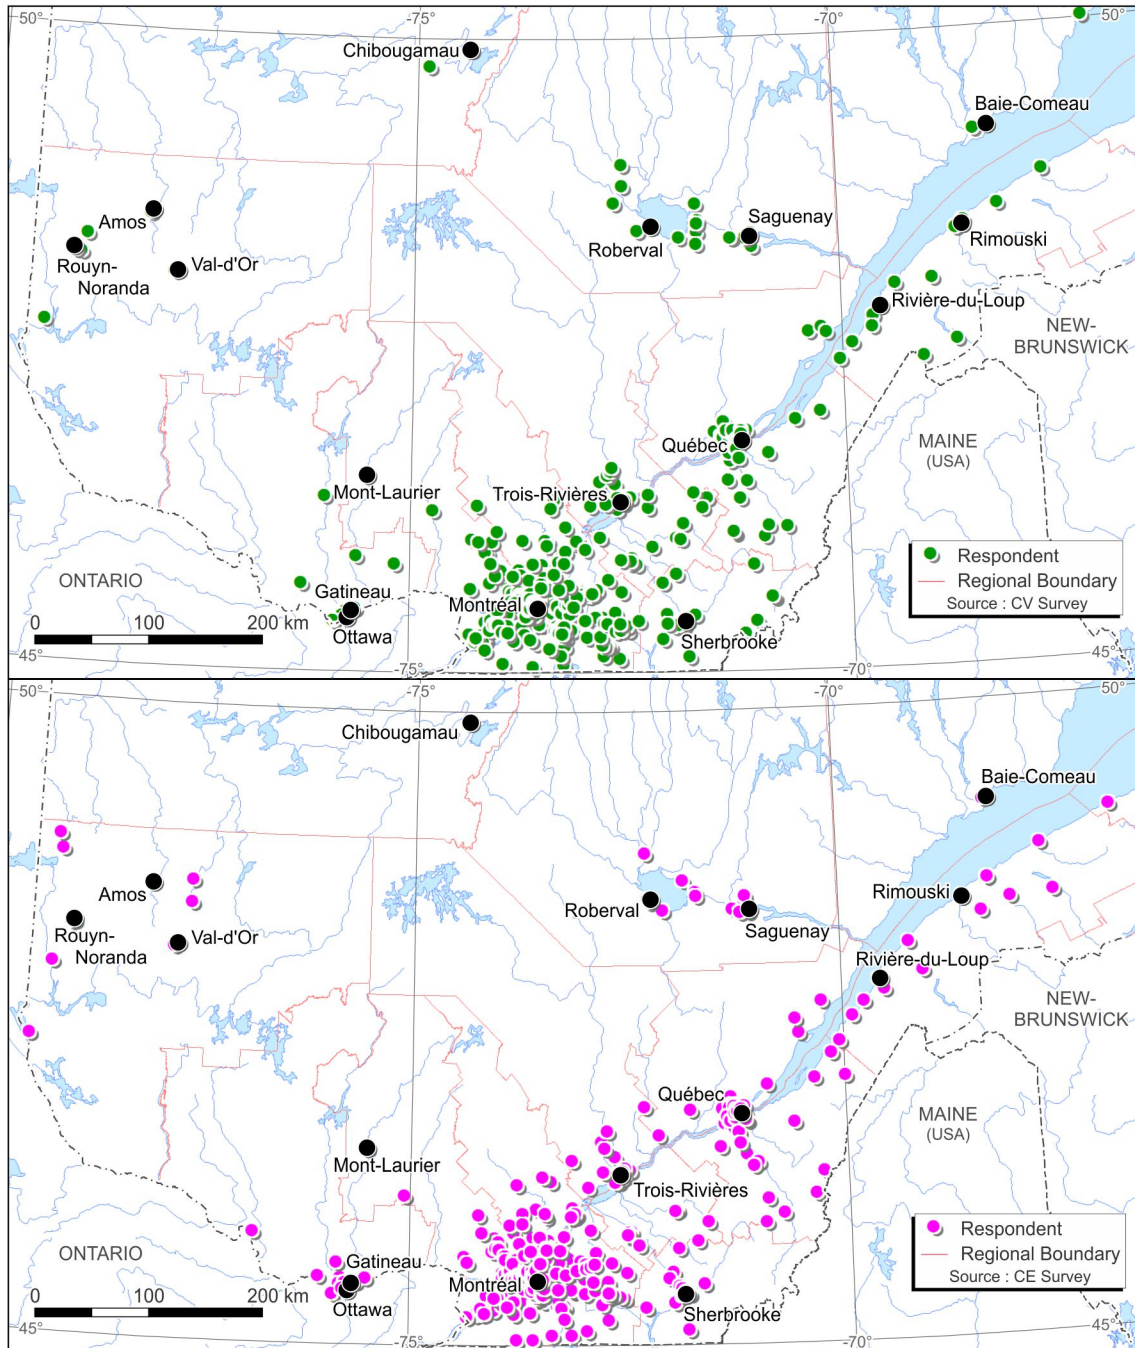 50°
-75°
-70°
50°
Chibougamau
Baie-Comeau
Amos
Saguenay
Roberval
Rimouski
Rouyn-
Noranda
Val-d'Or
Rivière-du-Loup
NEW-
BRUNSWICK
Québec
MAINE
(USA)
Mont-Laurier
Trois-Rivières
Respondent
Regional Boundary
Source : CV Survey
ONTARIO
Gatineau
Montréal
Ottawa
Sherbrooke
0 100 200 km
45°
-75°
-70°
45°
50°
-75°
-70°
50°
Chibougamau
Baie-Comeau
Amos
Rimouski
Roberval
Saguenay
Rouyn-
Noranda
Val-d'Or
Rivière-du-Loup
NEW-
BRUNSWICK
Québec
MAINE
(USA)
Mont-Laurier
Trois-Rivières
Respondent
Regional Boundary
Source : CE Survey
ONTARIO
Gatineau
Montréal
Ottawa
Sherbrooke
0 100 200 km
45°
-75°
-70°
45°